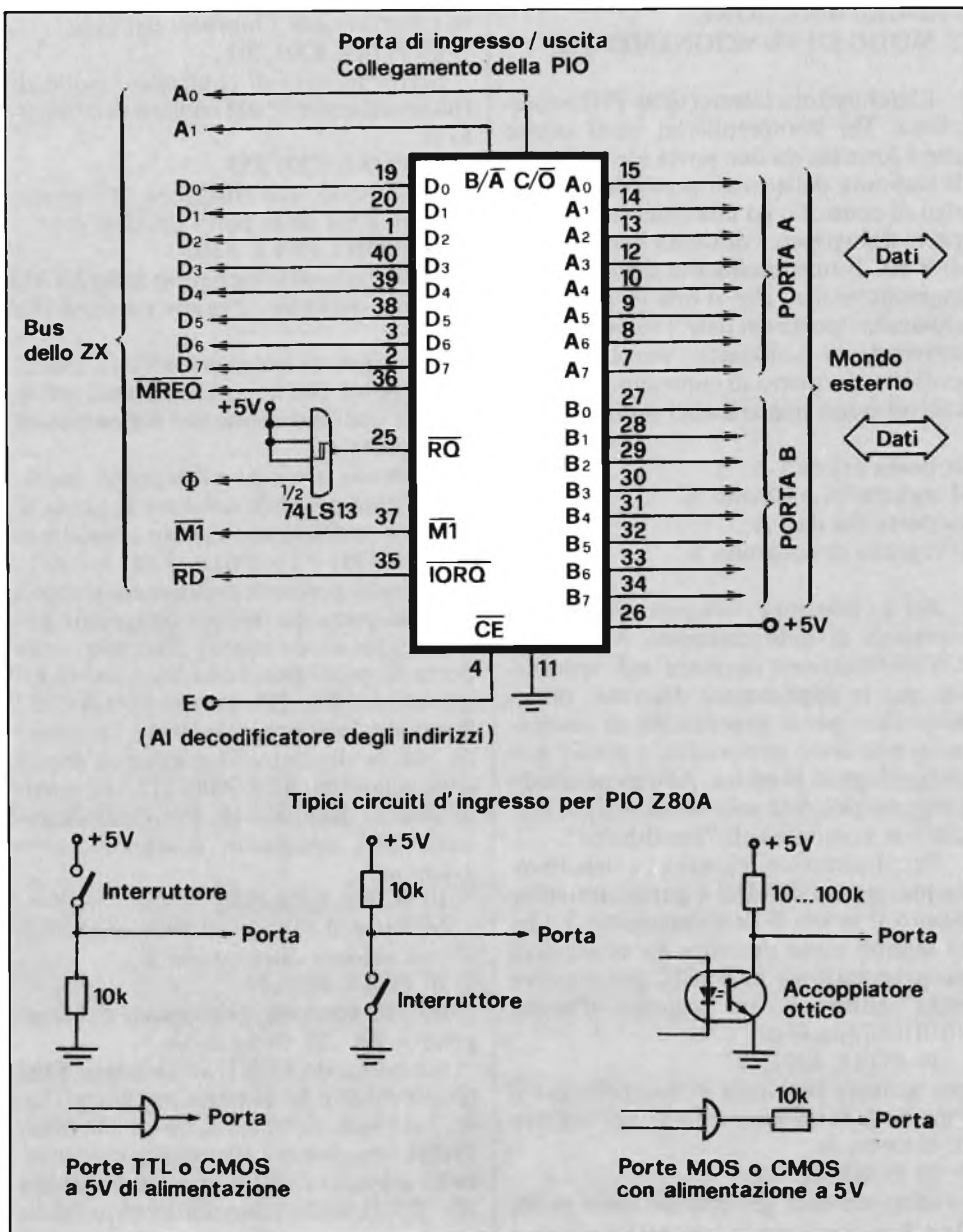 Porta di ingresso / uscita
Collegamento della PIO
A0
A1
Bus
dello ZX
D0
D1
D2
D3
D4
D5
D6
D7
MREQ
+5V
Φ
1/2
74LS13
M1
RD
19
20
1
40
39
38
3
2
36
25
37
35
B/A C/O
D0
D1
D2
D3
D4
D5
D6
D7
RQ
M1
IORQ
CE
A0
A1
A2
A3
A4
A5
A6
A7
B0
B1
B2
B3
B4
B5
B6
B7
15
14
13
12
10
9
8
7
27
28
29
30
31
32
33
34
26
+5V
PORTA A
PORTA B
Dati
Mondo
esterno
Dati
4
11
E
(Al decodificatore degli indirizzi)
Tipici circuiti d'ingresso per PIO Z80A
+5V
Interruttore
Porta
10k
+5V
10k
Porta
Interruttore
+5V
10...100k
Porta
Accoppiatore
ottico
Porta
Porte TTL o CMOS
a 5V di alimentazione
10k
Porta
Porte MOS o CMOS
con alimentazione a 5V